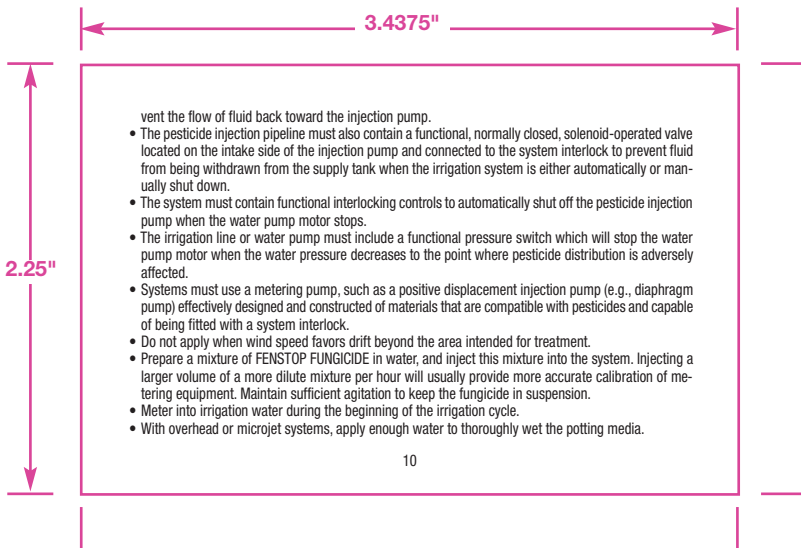 3.4375"
2.25"
vent the flow of fluid back toward the injection pump.
• The pesticide injection pipeline must also contain a functional, normally closed, solenoid-operated valve
located on the intake side of the injection pump and connected to the system interlock to prevent fluid
from being withdrawn from the supply tank when the irrigation system is either automatically or man-
ually shut down.
• The system must contain functional interlocking controls to automatically shut off the pesticide injection
pump when the water pump motor stops.
• The irrigation line or water pump must include a functional pressure switch which will stop the water
pump motor when the water pressure decreases to the point where pesticide distribution is adversely
affected.
• Systems must use a metering pump, such as a positive displacement injection pump (e.g., diaphragm
pump) effectively designed and constructed of materials that are compatible with pesticides and capable
of being fitted with a system interlock.
• Do not apply when wind speed favors drift beyond the area intended for treatment.
• Prepare a mixture of FENSTOP FUNGICIDE in water, and inject this mixture into the system. Injecting a
larger volume of a more dilute mixture per hour will usually provide more accurate calibration of me-
tering equipment. Maintain sufficient agitation to keep the fungicide in suspension.
• Meter into irrigation water during the beginning of the irrigation cycle.
• With overhead or microjet systems, apply enough water to thoroughly wet the potting media.
10